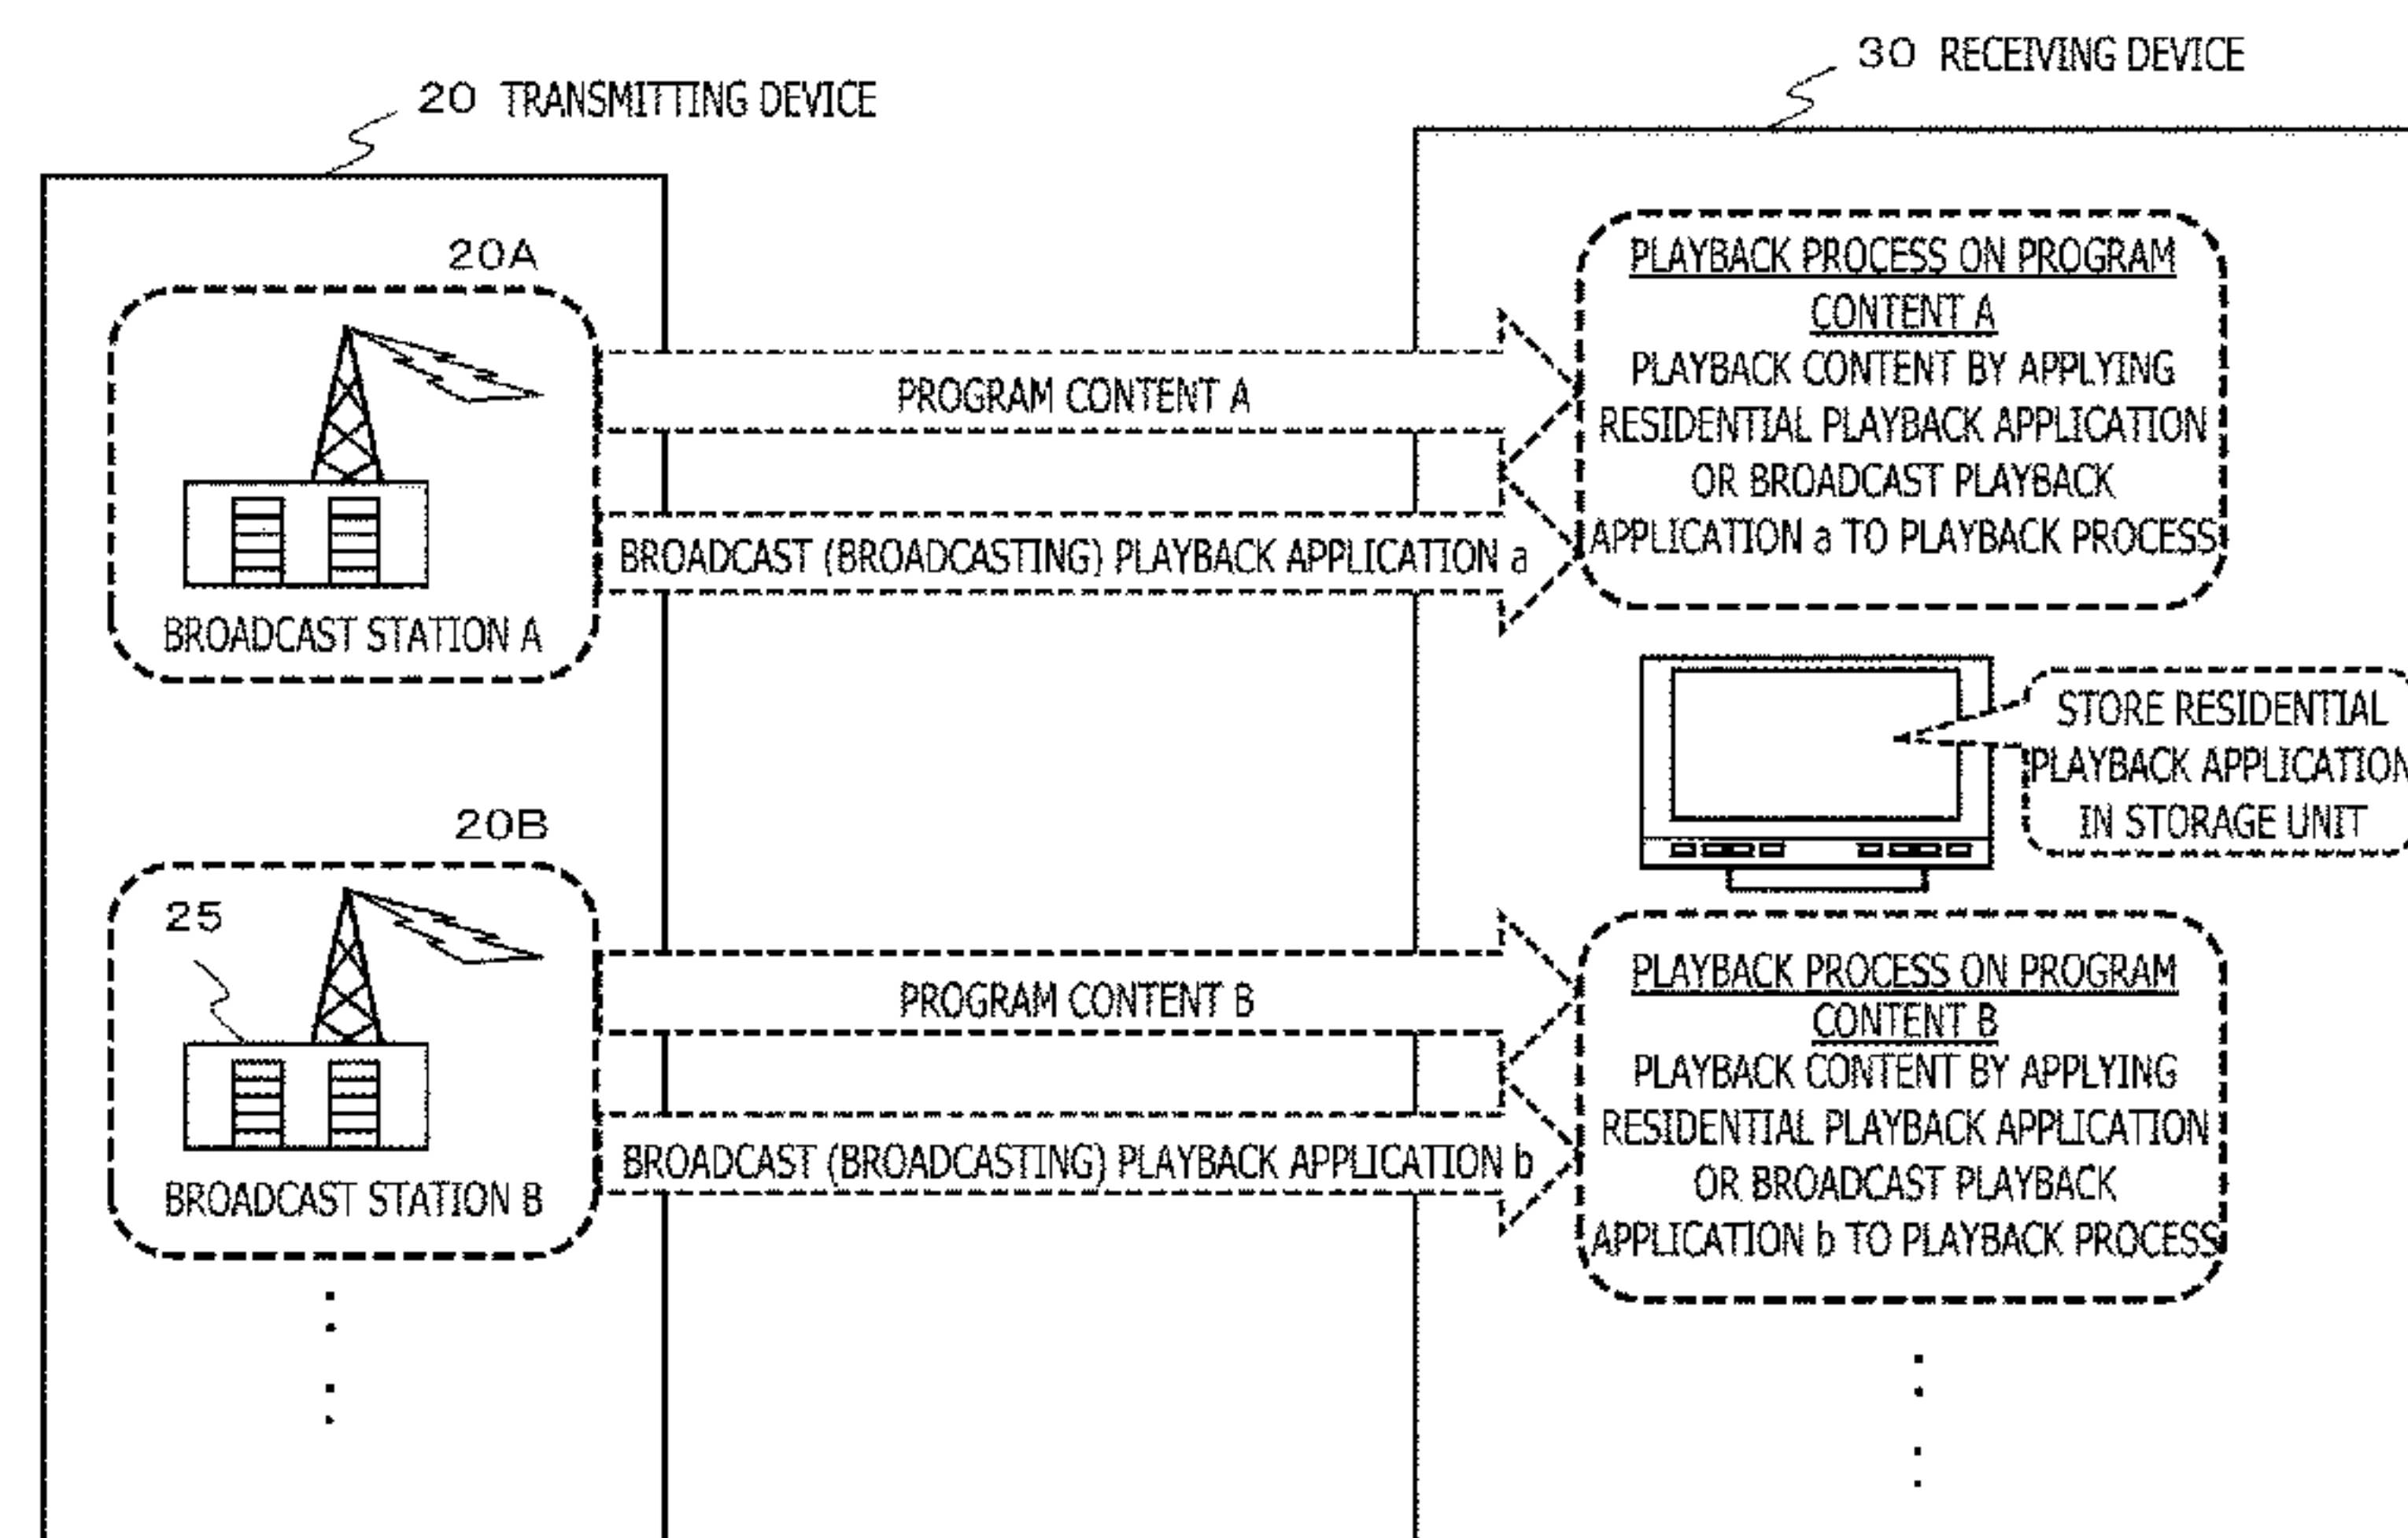 20 TRANSMITTING DEVICE
30 RECEIVING DEVICE
20A
BROADCAST STATION A
PROGRAM CONTENT A
BROADCAST (BROADCASTING) PLAYBACK APPLICATION a
PLAYBACK PROCESS ON PROGRAM
CONTENT A
PLAYBACK CONTENT BY APPLYING
RESIDENTIAL PLAYBACK APPLICATION
OR BROADCAST PLAYBACK
APPLICATION a TO PLAYBACK PROCESS
STORE RESIDENTIAL
PLAYBACK APPLICATION
IN STORAGE UNIT
20B
25
BROADCAST STATION B
PROGRAM CONTENT B
BROADCAST (BROADCASTING) PLAYBACK APPLICATION b
PLAYBACK PROCESS ON PROGRAM
CONTENT B
PLAYBACK CONTENT BY APPLYING
RESIDENTIAL PLAYBACK APPLICATION
OR BROADCAST PLAYBACK
APPLICATION b TO PLAYBACK PROCESS